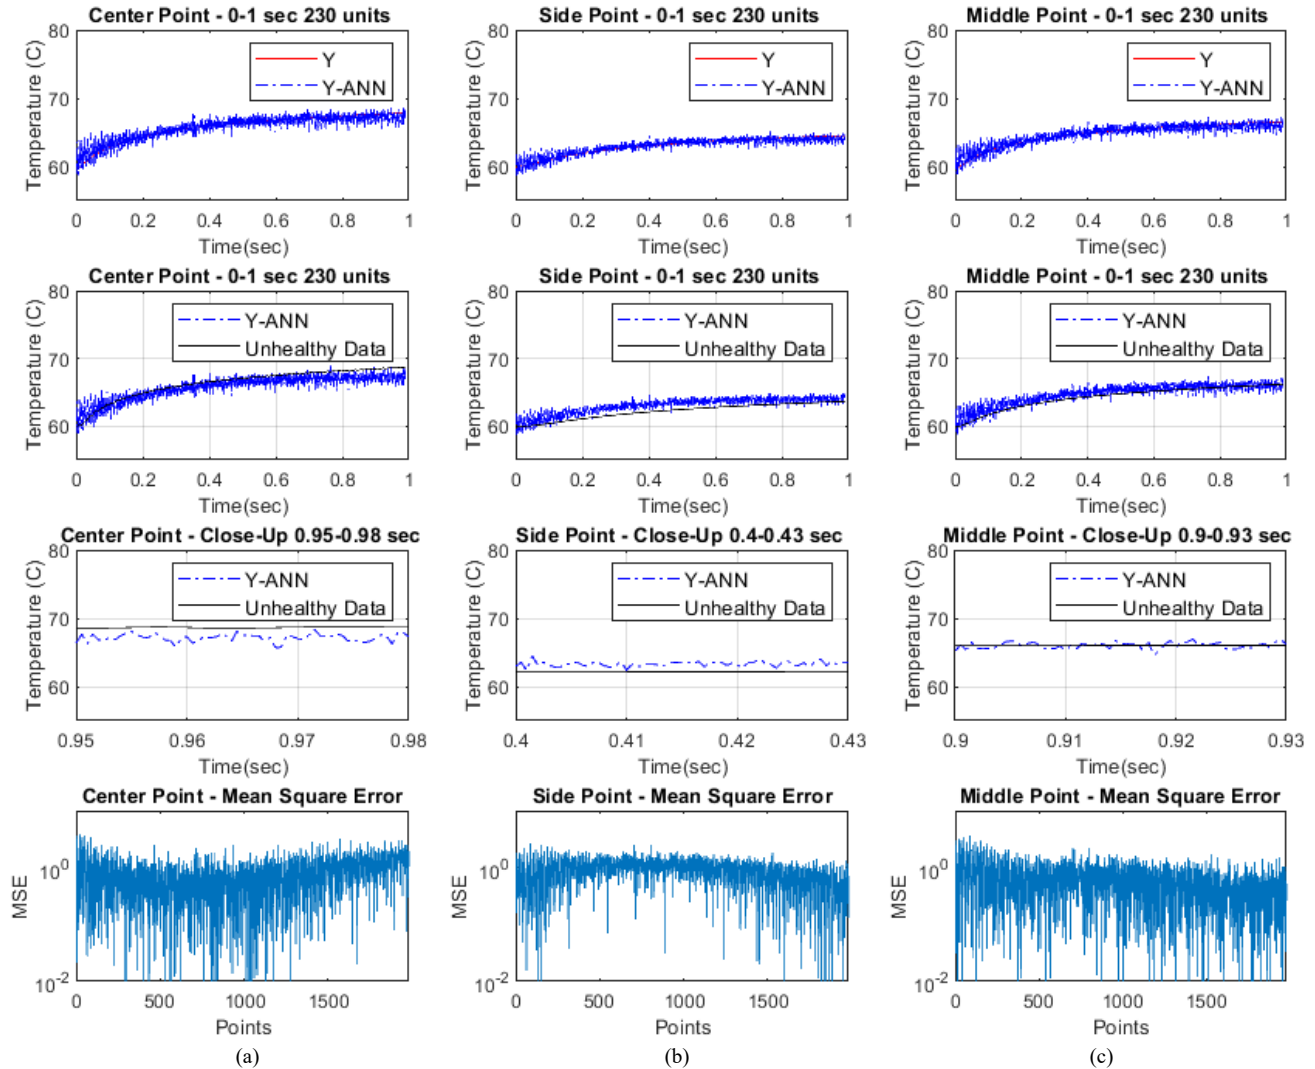 Center Point - 0-1 sec 230 units
Temperature (C)
80
70
60
Y
Y-ANN
0 0.2 0.4 0.6 0.8 1
Time(sec)
Side Point - 0-1 sec 230 units
Temperature (C)
80
70
60
Y
Y-ANN
0 0.2 0.4 0.6 0.8 1
Time(sec)
Middle Point - 0-1 sec 230 units
Temperature (C)
80
70
60
Y
Y-ANN
0 0.2 0.4 0.6 0.8 1
Time(sec)
Center Point - 0-1 sec 230 units
Temperature (C)
80
70
60
Y-ANN
Unhealthy Data
0 0.2 0.4 0.6 0.8 1
Time(sec)
Side Point - 0-1 sec 230 units
Temperature (C)
80
70
60
Y-ANN
Unhealthy Data
0 0.2 0.4 0.6 0.8 1
Time(sec)
Middle Point - 0-1 sec 230 units
Temperature (C)
80
70
60
Y-ANN
Unhealthy Data
0 0.2 0.4 0.6 0.8 1
Time(sec)
Center Point - Close-Up 0.95-0.98 sec
Temperature (C)
80
70
60
Y-ANN
Unhealthy Data
0.95 0.96 0.97 0.98
Time(sec)
Side Point - Close-Up 0.4-0.43 sec
Temperature (C)
80
70
60
Y-ANN
Unhealthy Data
0.4 0.41 0.42 0.43
Time(sec)
Middle Point - Close-Up 0.9-0.93 sec
Temperature (C)
80
70
60
Y-ANN
Unhealthy Data
0.9 0.91 0.92 0.93
Time(sec)
Center Point - Mean Square Error
MSE
10^0
10^-2
0 500 1000 1500
Points
(a)
Side Point - Mean Square Error
MSE
10^0
10^-2
0 500 1000 1500
Points
(b)
Middle Point - Mean Square Error
MSE
10^0
10^-2
0 500 1000 1500
Points
(c)